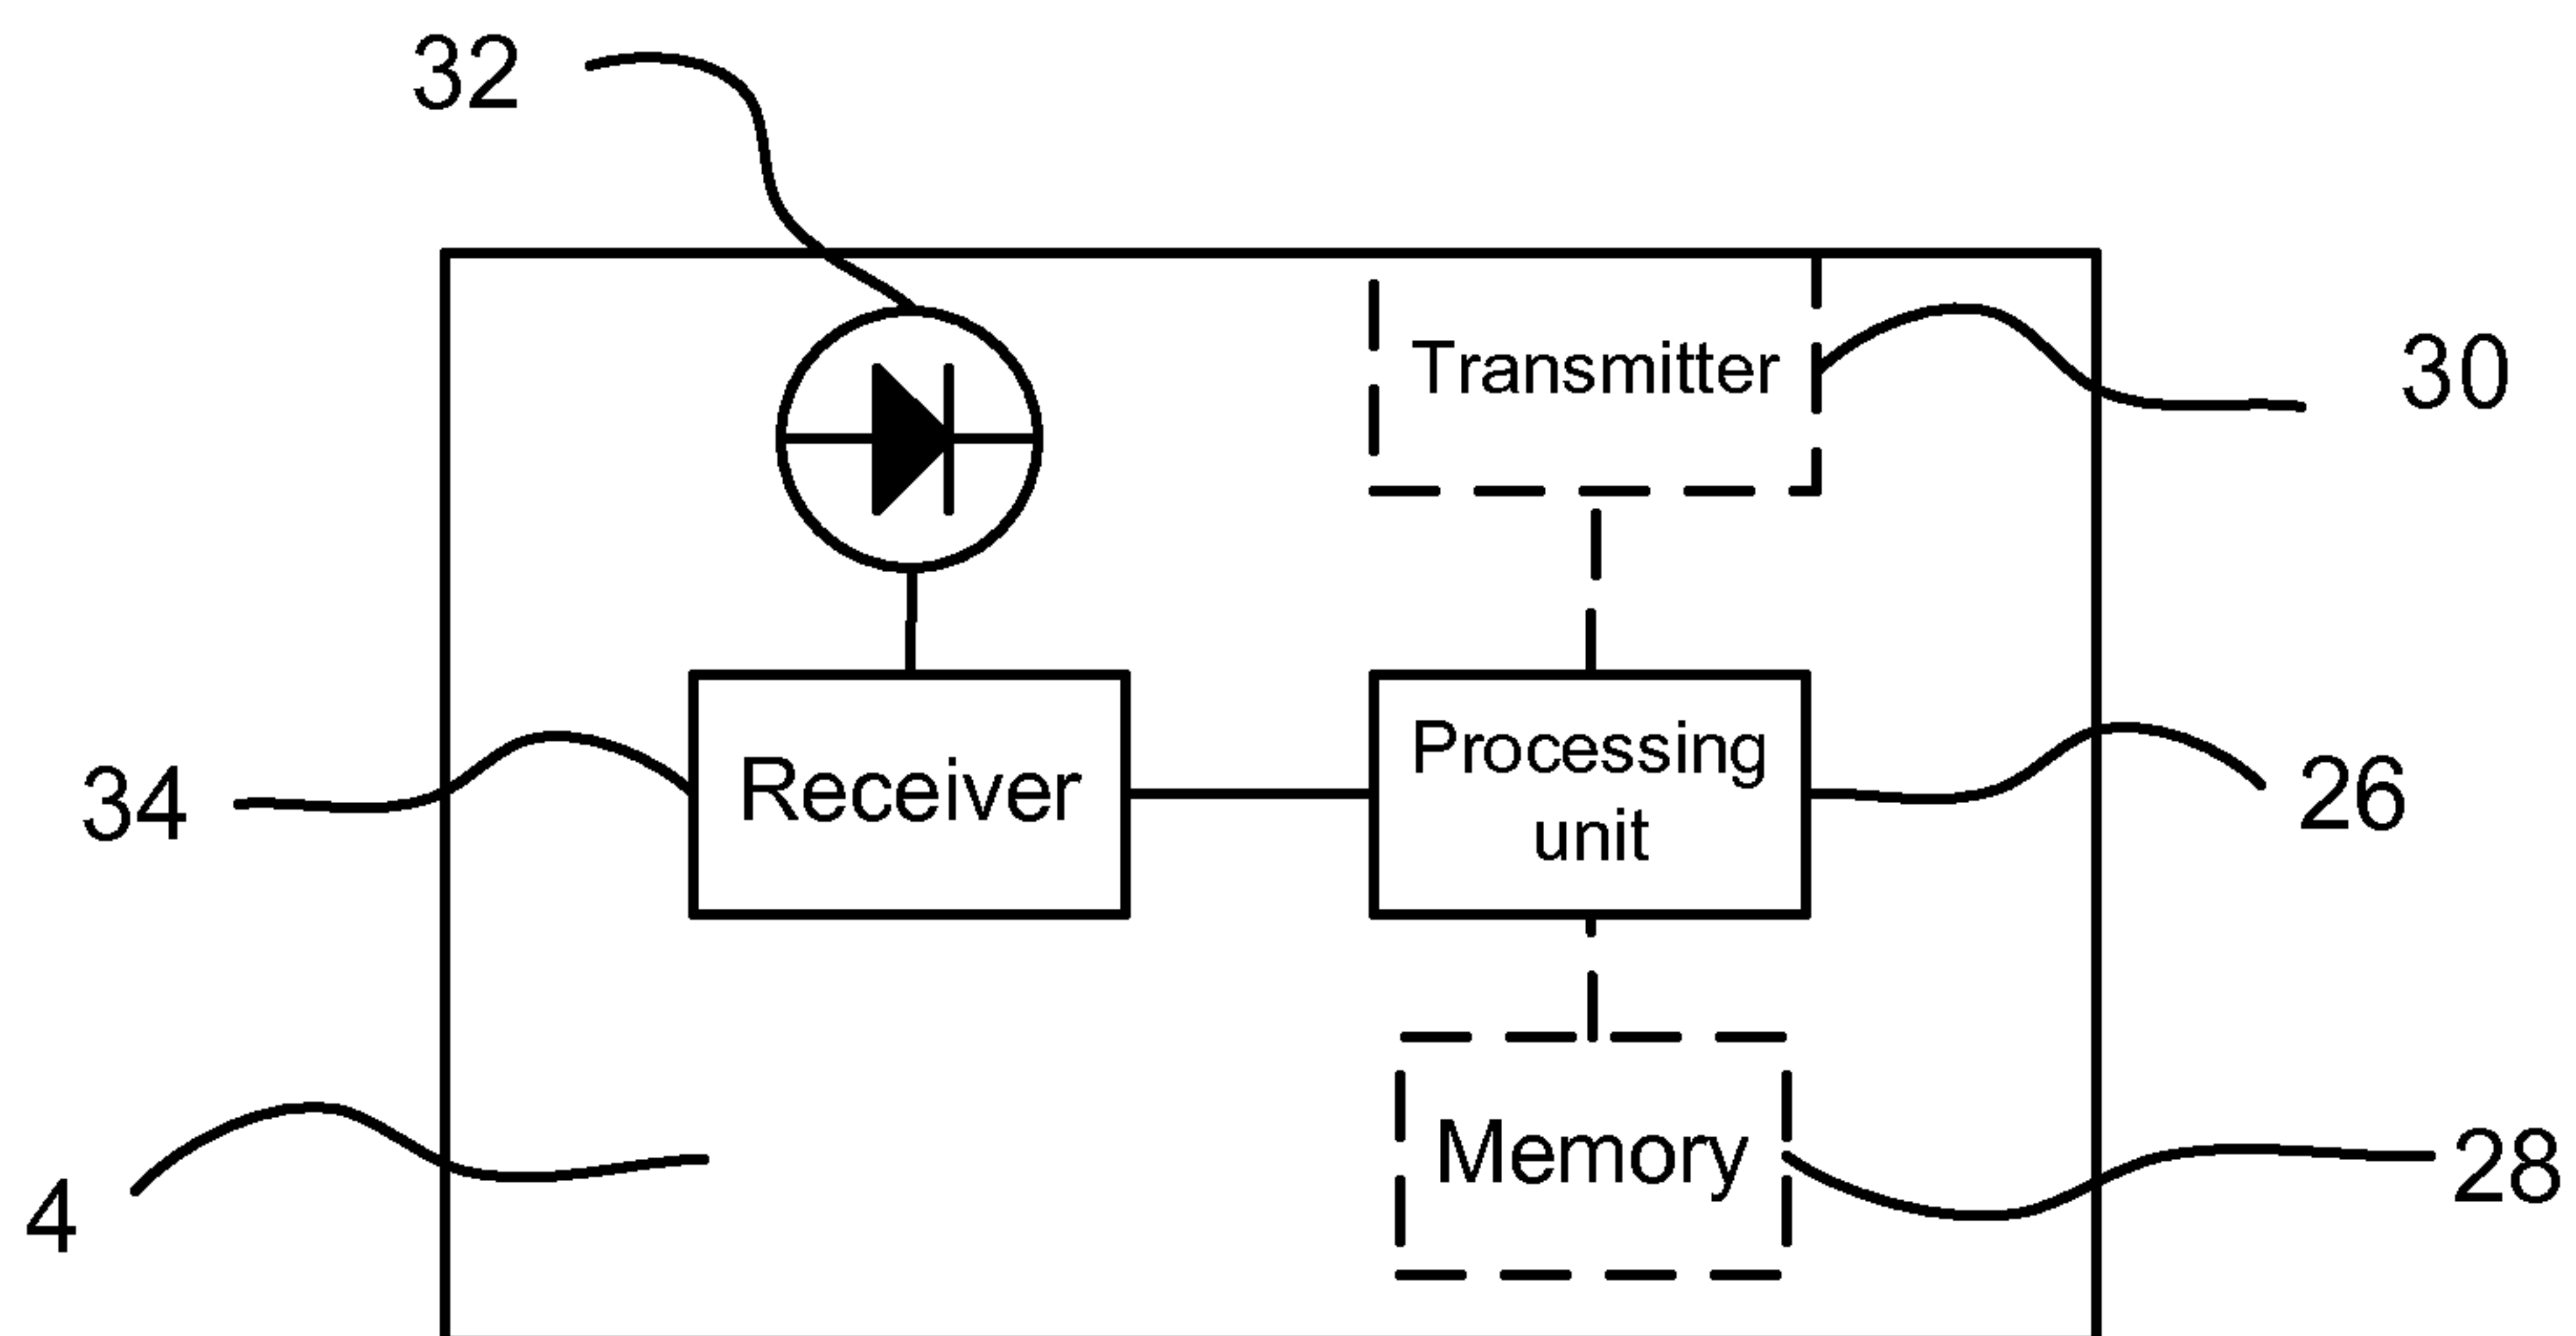 32
Transmitter
30
Receiver
Processing
unit
34
26
Memory
28
4